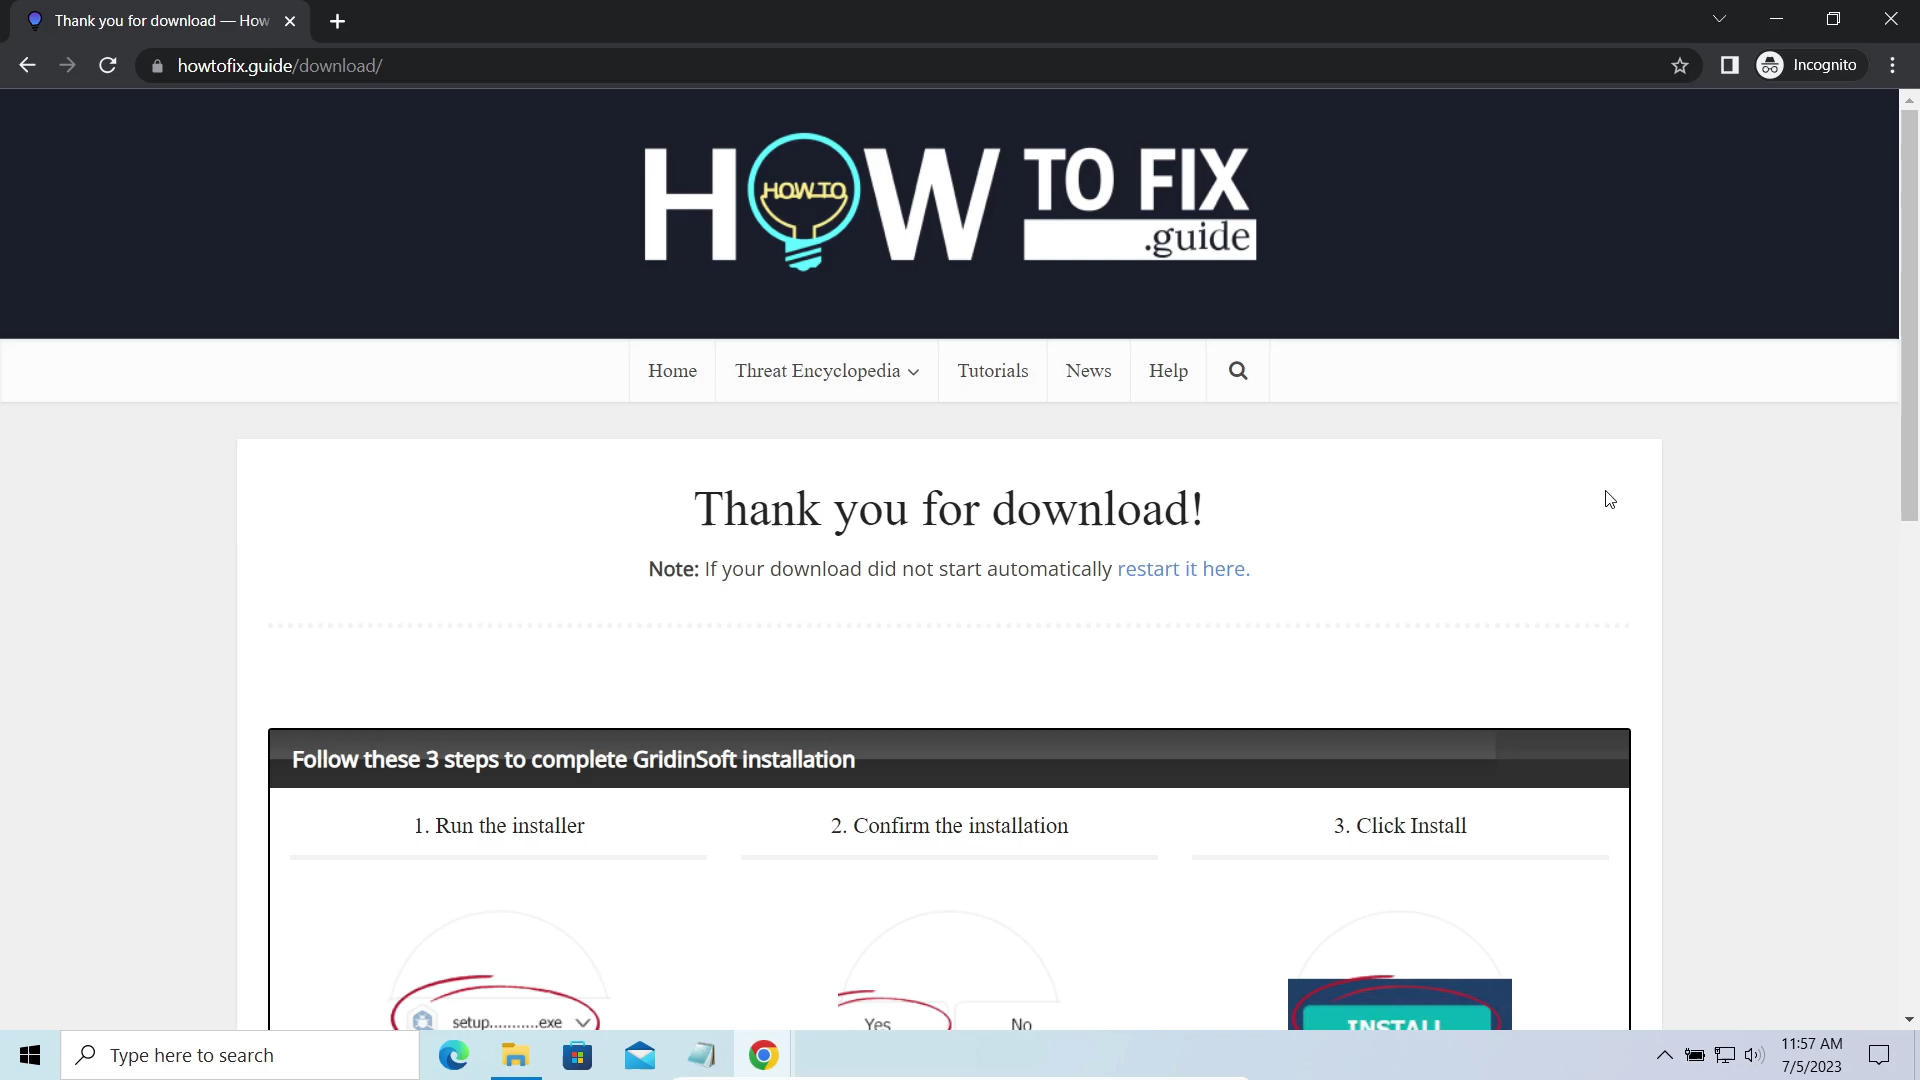 Thank you for download — How
howtofix.guide/download/
Incognito
HOW TO FIX
HOW TO
.guide
Home
Threat Encyclopedia
Tutorials
News
Help
Thank you for download!
Note: If your download did not start automatically restart it here.
Follow these 3 steps to complete GridinSoft installation
1. Run the installer
2. Confirm the installation
3. Click Install
setup...........exe
Yes
No
INSTALL
Type here to search
11:57 AM
7/5/2023